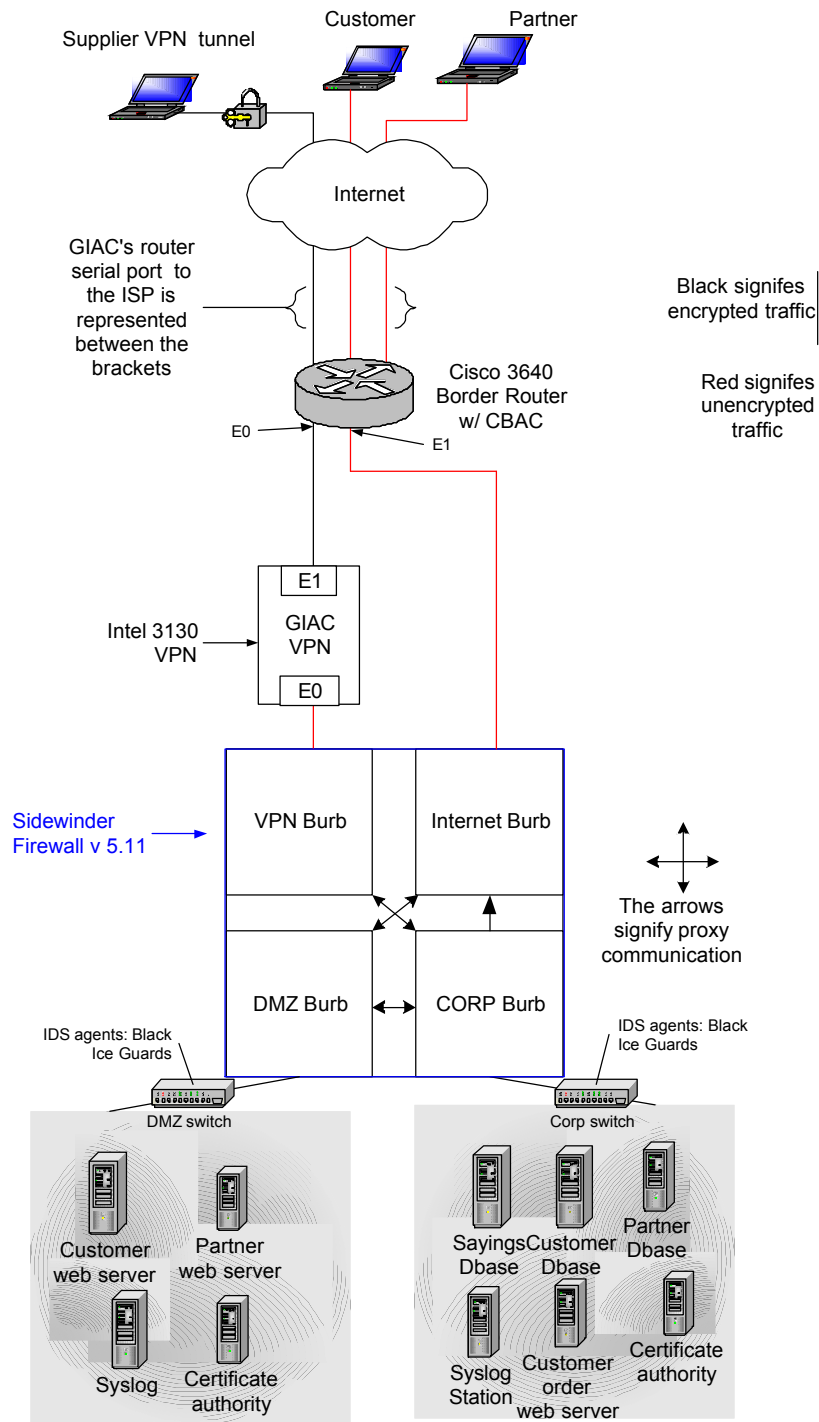 Supplier VPN tunnel
Customer
Partner
Internet
GIAC's router
serial port to
the ISP is
represented
between the
brackets
Black signifes
encrypted traffic
Red signifes
unencrypted
traffic
Cisco 3640
Border Router
w/ CBAC
E0
E1
E1
GIAC
VPN
E0
Intel 3130
VPN
Sidewinder
Firewall v 5.11
VPN Burb
Internet Burb
DMZ Burb
CORP Burb
The arrows
signify proxy
communication
IDS agents: Black
Ice Guards
IDS agents: Black
Ice Guards
DMZ switch
Corp switch
Customer
web server
Partner
web server
Syslog
Certificate
authority
Sayings
Dbase
Customer
Dbase
Partner
Dbase
Syslog
Station
Customer
order
web server
Certificate
authority